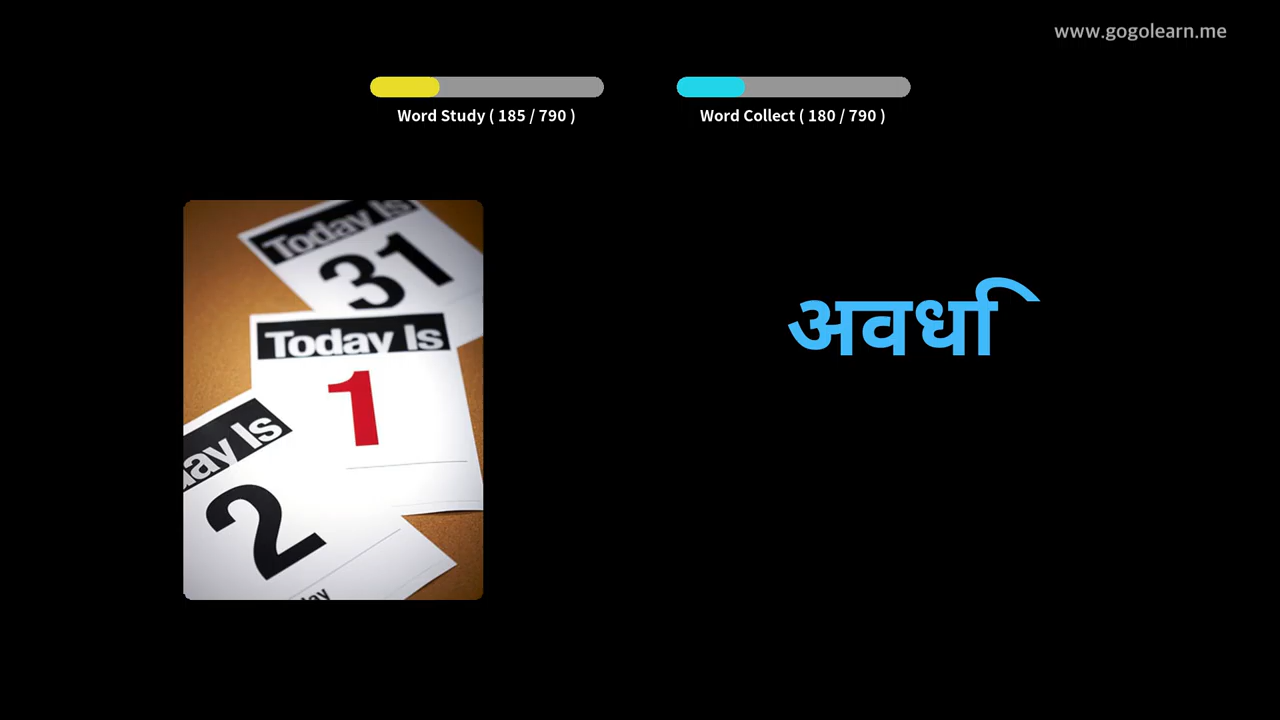 www.gogolearn.me
Word Study ( 185 / 790 )
Word Collect ( 180 / 790 )
Today Is
31
Today Is
1
ay Is
2
अवधि